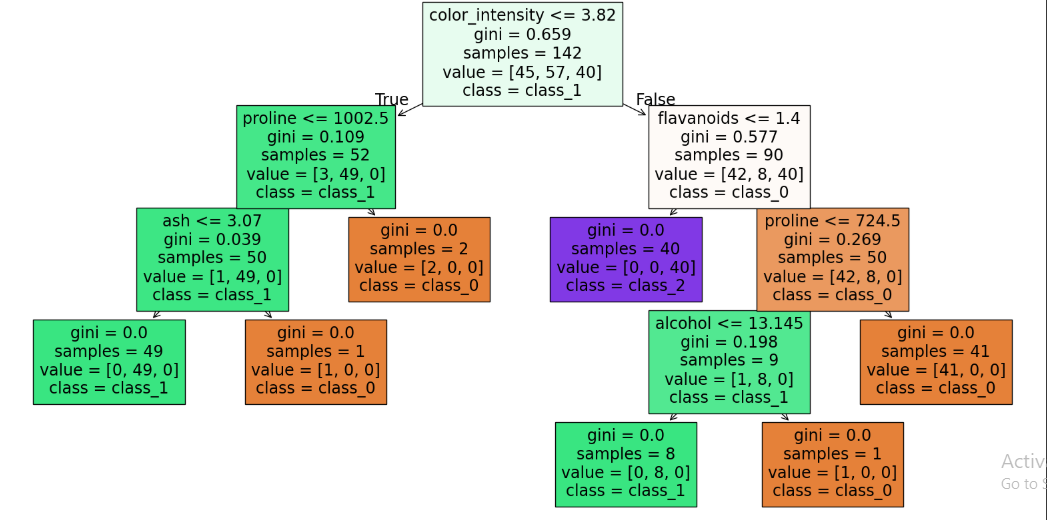 color_intensity <= 3.82
gini = 0.659
samples = 142
value = [45, 57, 40]
class = class_1
True
False
proline <= 1002.5
gini = 0.109
samples = 52
value = [3, 49, 0]
class = class_1
flavanoids <= 1.4
gini = 0.577
samples = 90
value = [42, 8, 40]
class = class_0
ash <= 3.07
gini = 0.039
samples = 50
value = [1, 49, 0]
class = class_1
gini = 0.0
samples = 2
value = [2, 0, 0]
class = class_0
gini = 0.0
samples = 40
value = [0, 0, 40]
class = class_2
proline <= 724.5
gini = 0.269
samples = 50
value = [42, 8, 0]
class = class_0
gini = 0.0
samples = 49
value = [0, 49, 0]
class = class_1
gini = 0.0
samples = 1
value = [1, 0, 0]
class = class_0
alcohol <= 13.145
gini = 0.198
samples = 9
value = [1, 8, 0]
class = class_1
gini = 0.0
samples = 41
value = [41, 0, 0]
class = class_0
gini = 0.0
samples = 8
value = [0, 8, 0]
class = class_1
gini = 0.0
samples = 1
value = [1, 0, 0]
class = class_0
Activ
Go to S